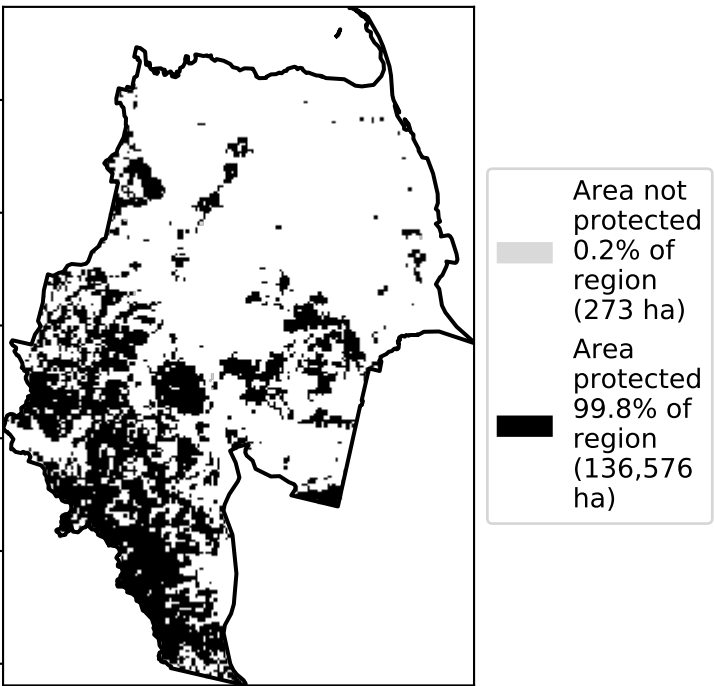 Area not
protected
0.2% of
region
(273 ha)
Area
protected
99.8% of
region
(136,576
ha)